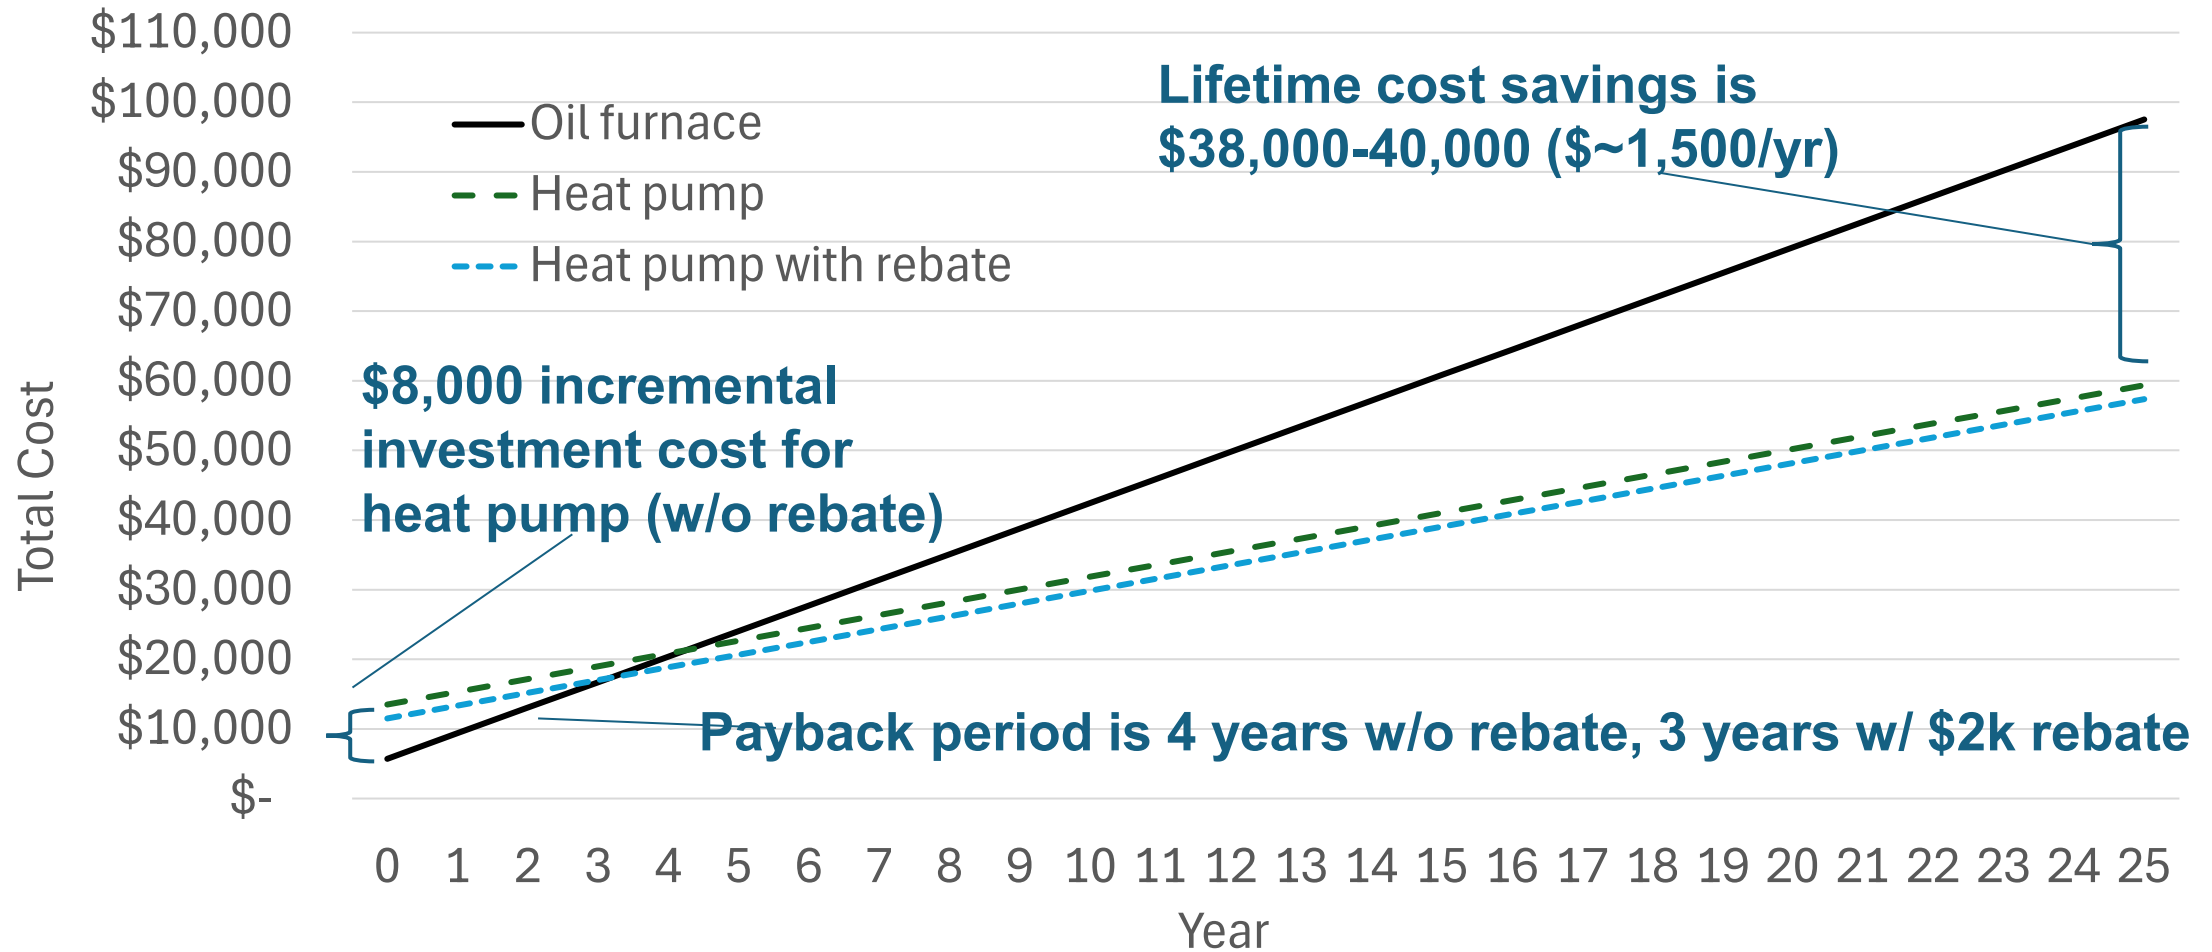 $110,000
$100,000
$90,000
$80,000
$70,000
$60,000
$50,000
$40,000
$30,000
$20,000
$10,000
$-
Total Cost
Oil furnace
Heat pump
Heat pump with rebate
Lifetime cost savings is
$38,000-40,000 ($~1,500/yr)
$8,000 incremental
investment cost for
heat pump (w/o rebate)
Payback period is 4 years w/o rebate, 3 years w/ $2k rebate
0 1 2 3 4 5 6 7 8 9 10 11 12 13 14 15 16 17 18 19 20 21 22 23 24 25
Year